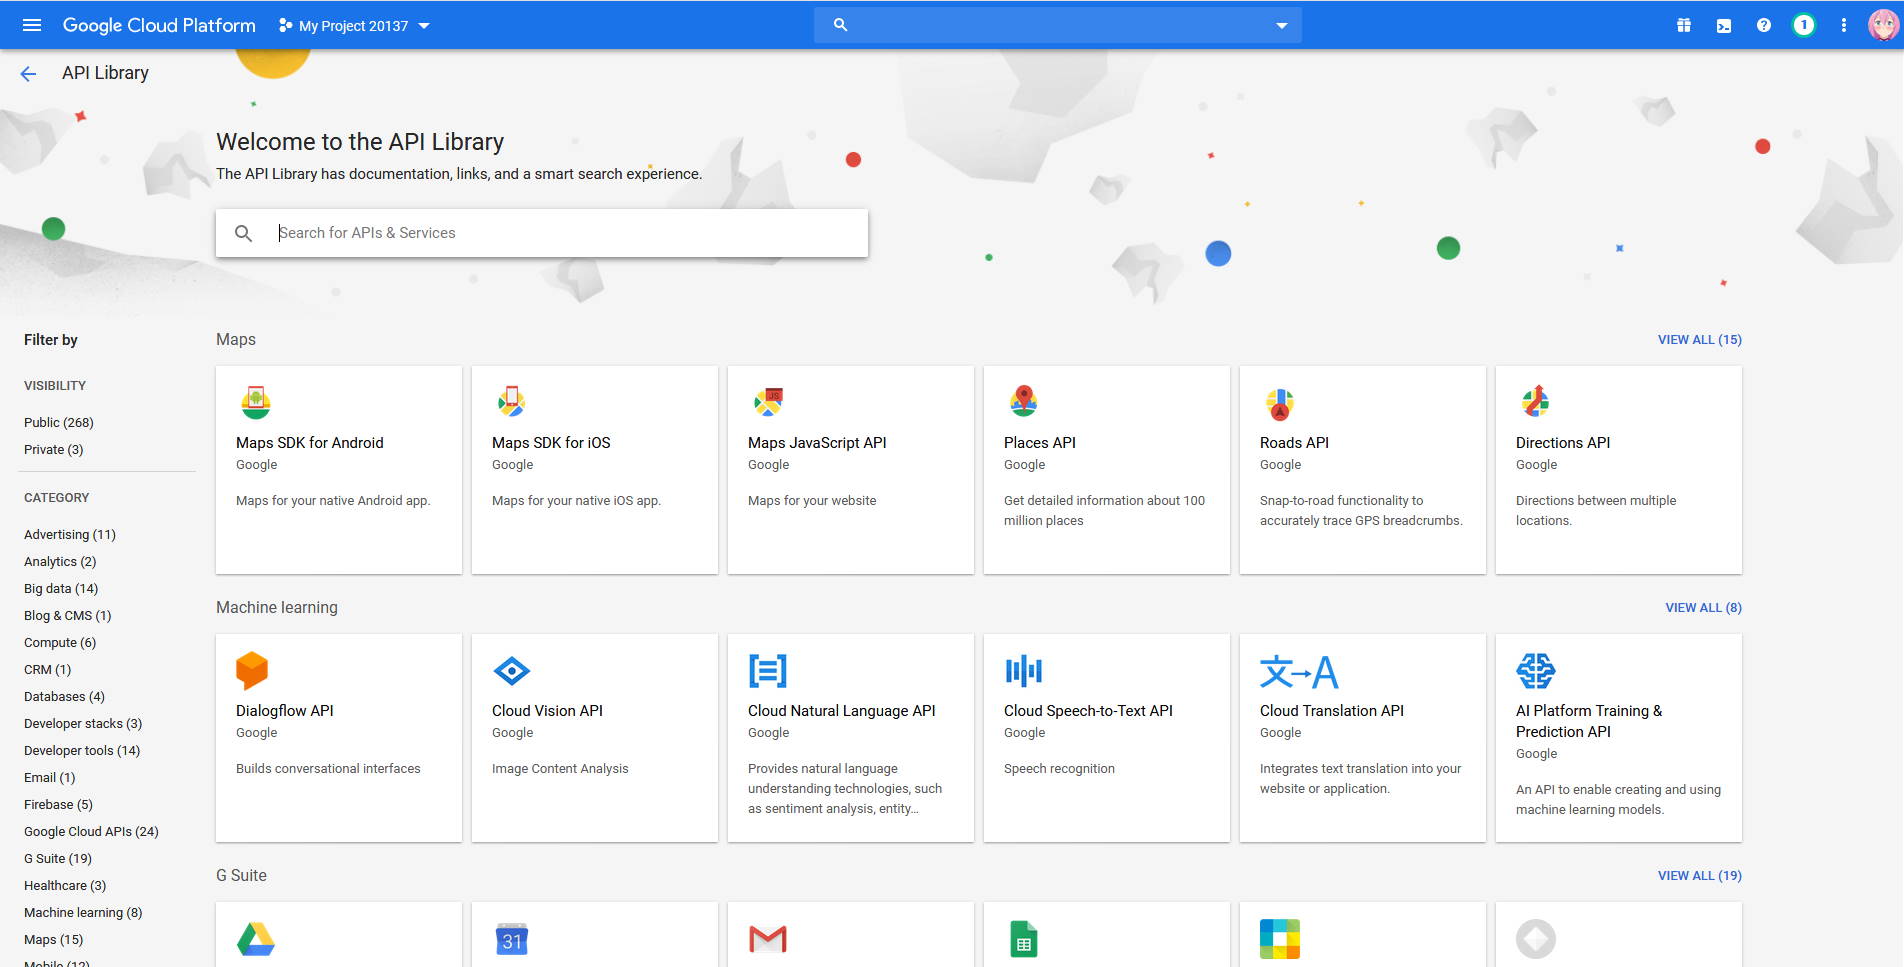 Google Cloud Platform
My Project 20137
1
API Library
Welcome to the API Library
The API Library has documentation, links, and a smart search experience.
Search for APIs & Services
Filter by
VISIBILITY
Public (268)
Private (3)
CATEGORY
Advertising (11)
Analytics (2)
Big data (14)
Blog & CMS (1)
Compute (6)
CRM (1)
Databases (4)
Developer stacks (3)
Developer tools (14)
Email (1)
Firebase (5)
Google Cloud APIs (24)
G Suite (19)
Healthcare (3)
Machine learning (8)
Maps (15)
Mobile (12)
Maps
VIEW ALL (15)
Maps SDK for Android
Google
Maps for your native Android app.
Maps SDK for iOS
Google
Maps for your native iOS app.
JS
Maps JavaScript API
Google
Maps for your website
Places API
Google
Get detailed information about 100
million places
Roads API
Google
Snap-to-road functionality to
accurately trace GPS breadcrumbs.
Directions API
Google
Directions between multiple
locations.
Machine learning
VIEW ALL (8)
Dialogflow API
Google
Builds conversational interfaces
Cloud Vision API
Google
Image Content Analysis
Cloud Natural Language API
Google
Provides natural language
understanding technologies, such
as sentiment analysis, entity…
Cloud Speech-to-Text API
Google
Speech recognition
文→A
Cloud Translation API
Google
Integrates text translation into your
website or application.
AI Platform Training &
Prediction API
Google
An API to enable creating and using
machine learning models.
G Suite
VIEW ALL (19)
31